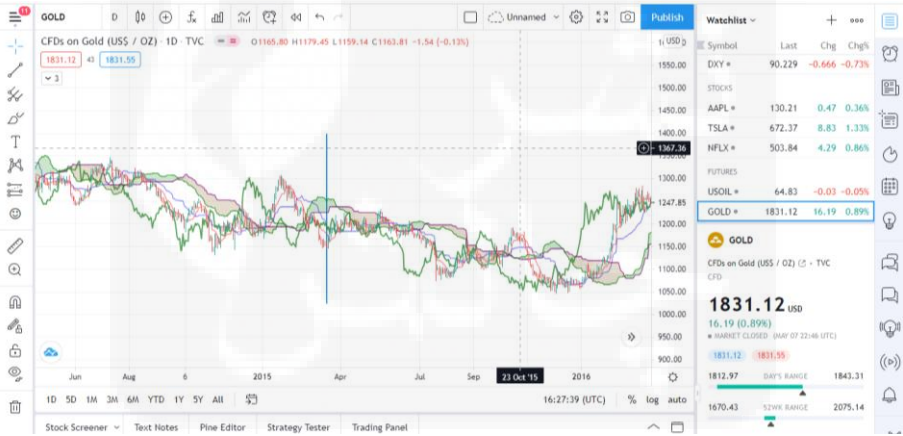 11
GOLD D Unnamed Publish
CFDs on Gold (US$ / OZ) · 1D · TVC O1165.80 H1179.45 L1159.14 C1163.81 -1.54 (-0.13%)
1831.12 43 1831.55
3
USD
1550.00
1500.00
1450.00
1400.00
1367.36
1350.00
1300.00
1247.85
1200.00
1150.00
1100.00
1050.00
1000.00
950.00
900.00
Jun Aug 6 2015 Apr Jul Sep 23 Oct '15 2016
1D 5D 1M 3M 6M YTD 1Y 5Y All 16:27:39 (UTC) % log auto
Stock Screener Text Notes Pine Editor Strategy Tester Trading Panel
Watchlist
Symbol Last Chg Chg%
DXY 90.229 -0.666 -0.73%
STOCKS
AAPL 130.21 0.47 0.36%
TSLA 672.37 8.83 1.33%
NFLX 503.84 4.29 0.86%
FUTURES
USOIL 64.83 -0.03 -0.05%
GOLD 1831.12 16.19 0.89%
GOLD
CFDs on Gold (US$ / OZ) · TVC
CFD
1831.12 USD
16.19 (0.89%)
MARKET CLOSED (MAY 07 22:46 UTC)
1831.12 1831.55
1812.97 DAY'S RANGE 1843.31
1670.43 52WK RANGE 2075.14